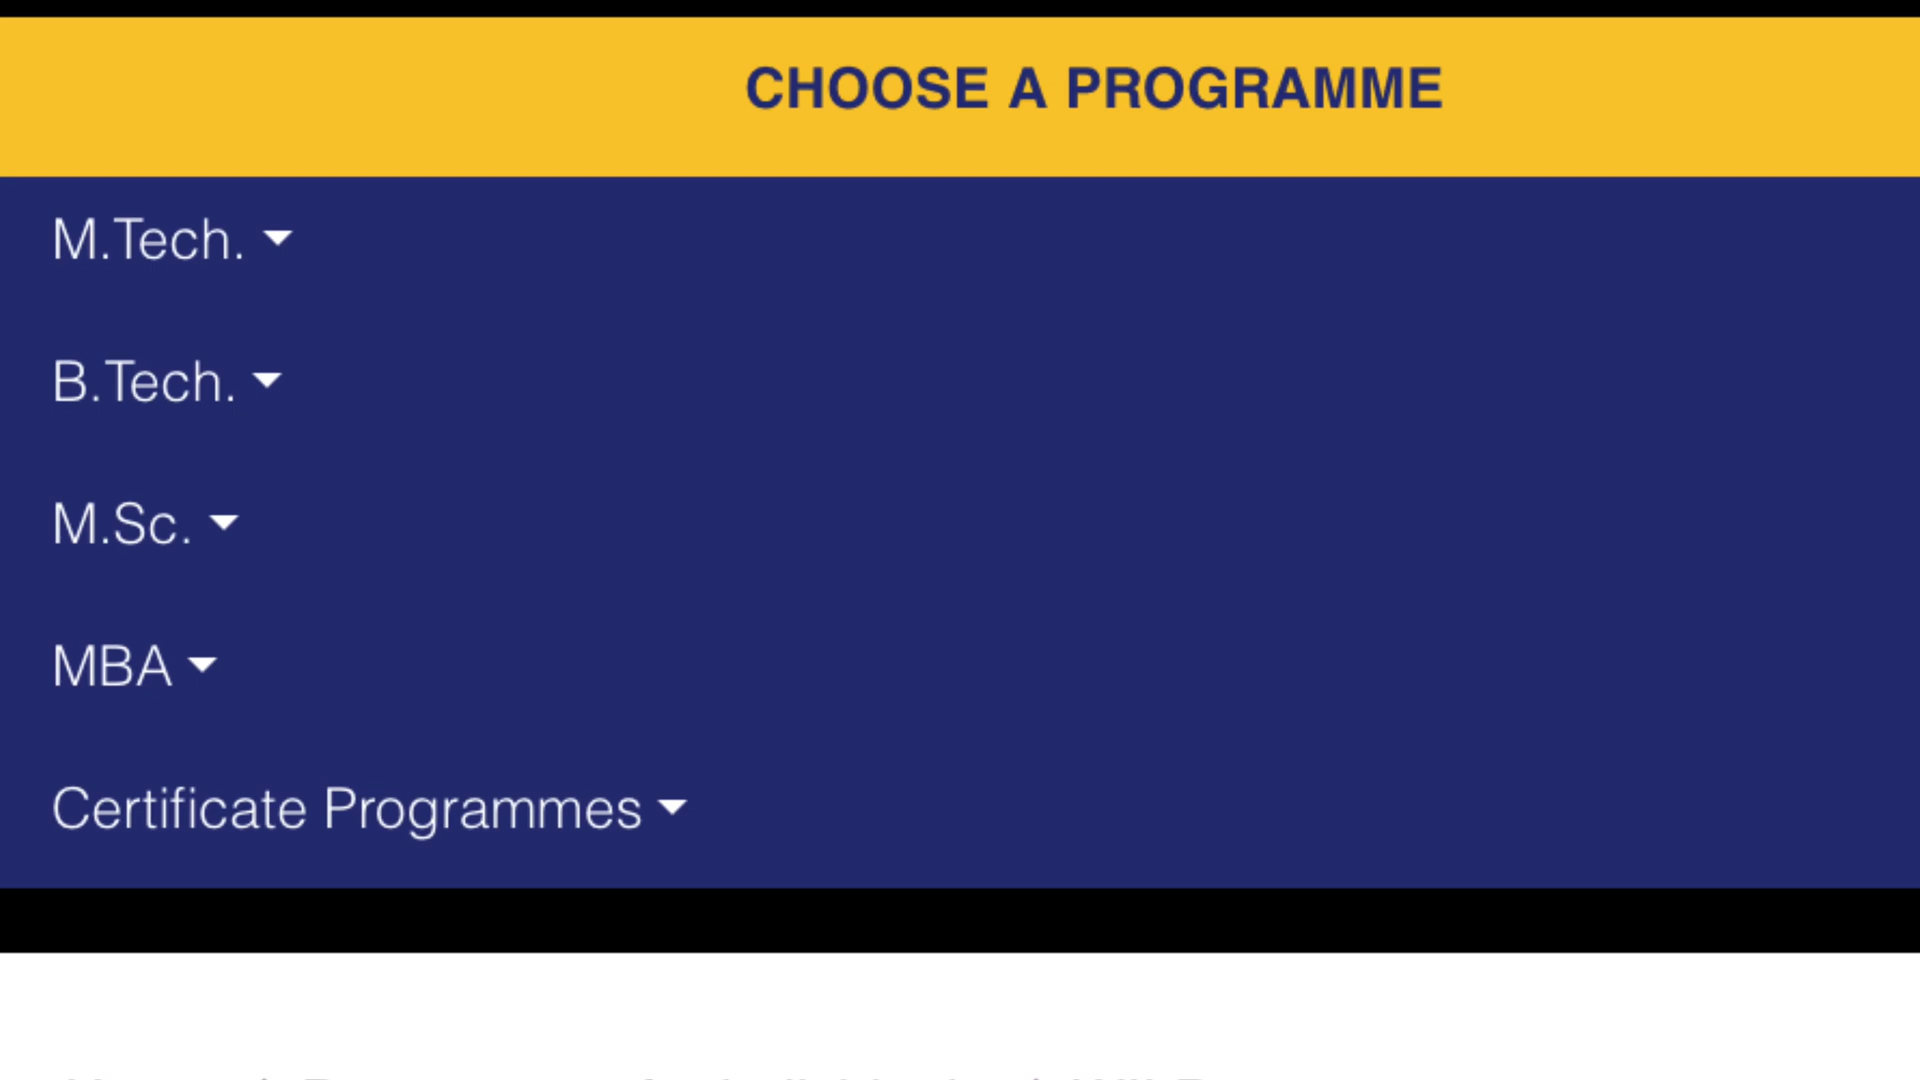 CHOOSE A PROGRAMME
M.Tech.
B.Tech.
M.Sc.
MBA
Certificate Programmes